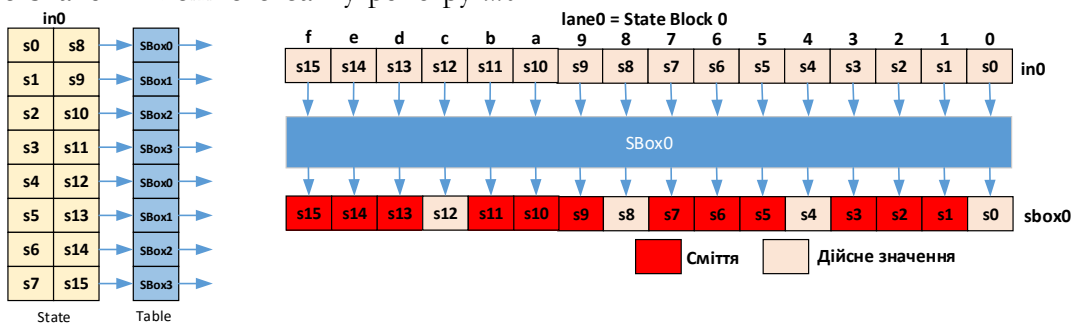 in0
s0 s8 SBox0
s1 s9 SBox1
s2 s10 SBox2
s3 s11 SBox3
s4 s12 SBox0
s5 s13 SBox1
s6 s14 SBox2
s7 s15 SBox3
State Table
lane0 = State Block 0
f e d c b a 9 8 7 6 5 4 3 2 1 0
s15 s14 s13 s12 s11 s10 s9 s8 s7 s6 s5 s4 s3 s2 s1 s0 in0
SBox0
s15 s14 s13 s12 s11 s10 s9 s8 s7 s6 s5 s4 s3 s2 s1 s0 sbox0
Сміття Дійсне значення